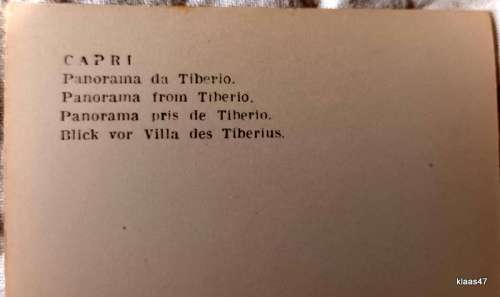 CAPRI
Panorama da Tiberio.
Panorama from Tiberio.
Panorama pris de Tiberio.
Blick vor Villa des Tiberius.
klaas47